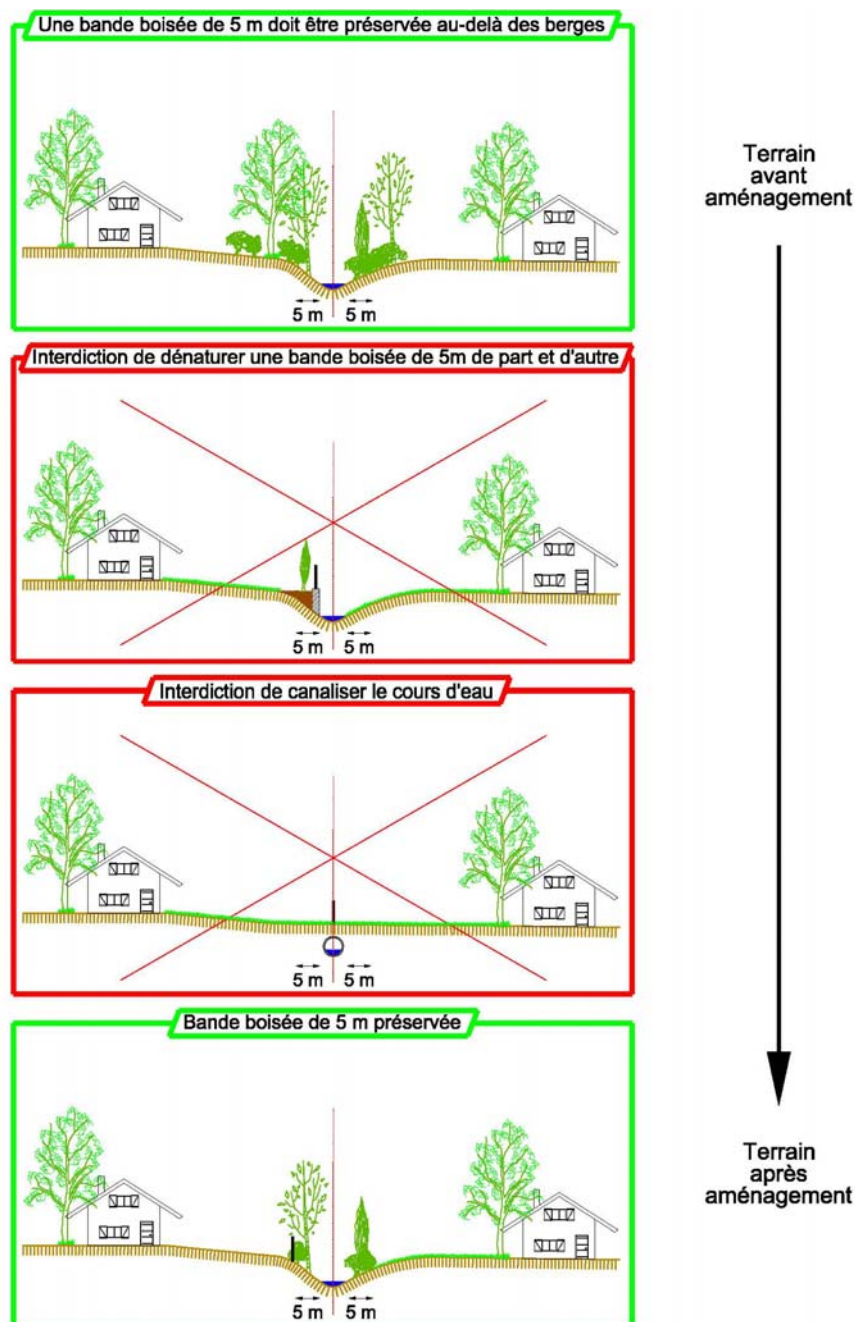 Une bande boisée de 5 m doit être préservée au-delà des berges
Terrain
avant
aménagement
5 m
5 m
Interdiction de dénaturer une bande boisée de 5m de part et d'autre
5 m
5 m
Interdiction de canaliser le cours d'eau
5 m
5 m
Bande boisée de 5 m préservée
Terrain
après
aménagement
5 m
5 m